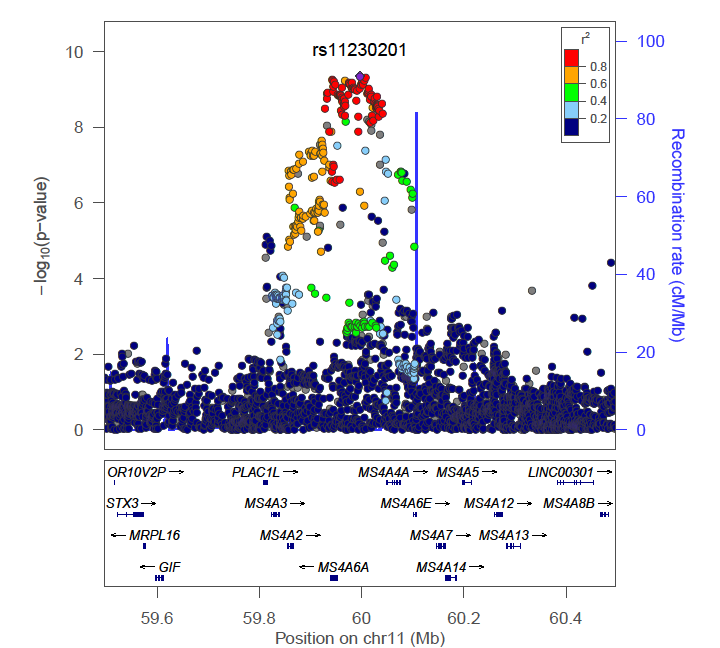 rs11230201
r2
0.8
0.6
0.4
0.2
10
8
6
4
2
0
−log10(p−value)
100
80
60
40
20
0
Recombination rate (cM/Mb)
OR10V2P PLAC1L MS4A4A MS4A5 LINC00301
STX3 MS4A3 MS4A6E MS4A12 MS4A8B
MRPL16 MS4A2 MS4A7 MS4A13
GIF MS4A6A MS4A14
59.6 59.8 60 60.2 60.4
Position on chr11 (Mb)